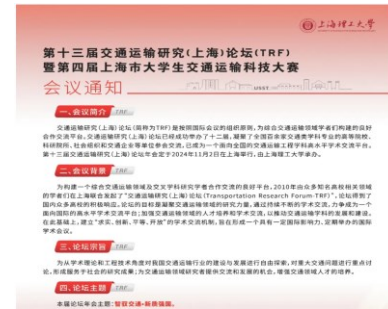 上海理工大学
第十三届交通运输研究(上海)论坛(TRF)
暨第四届上海市大学生交通运输科技大赛
会议通知
USST
一、会议简介 TRF
交通运输研究(上海)论坛(简称为TRF)是按照国际会议的组织原则,为综合交通运输领域学者们构建的良好
合作交流平台。交通运输研究(上海)论坛已经成功举办了十二届,凝聚了全国百余家交通类学科专业的高等院校、
科研院所、社会组织和交通企业等单位参会交流,已成为一个面向全国的交通运输工程学科高水平学术交流平台。
第十三届交通运输研究(上海)论坛年会定于2024年11月2日在上海举行,由上海理工大学承办。
二、会议背景 TRF
为构建一个综合交通运输领域及交叉学科研究学者合作交流的良好平台,2010年由众多知名高校相关领域
的学者们在上海联合发起了"交通运输研究(上海)论坛(Transportation Research Forum-TRF)",论坛得到了
国内众多高校的积极响应。论坛的目标是凝聚交通运输领域的研究力量,通过持续不断的学术交流,力争成为一个
面向国际的高水平学术交流平台;加强交通运输领域的人才培养和学术交流,以推动交通运输学科的发展和建设。
在此基础上,建立"求实、创新、平等、开放"的学术交流机制,旨在形成一个具有一定国际影响力、定期举办的国际
学术会议。
三、论坛宗旨 TRF
为从学术理论和工程技术角度对我国交通运输行业的建设与发展进行自由探索,对重大交通问题进行重点讨
论,形成服务于社会的研究成果;为交通运输领域研究者提供交流和发展的机会,增强交通领域人才的培养。
四、论坛主题 TRF
本届论坛年会主题:智联交通·新质强国。